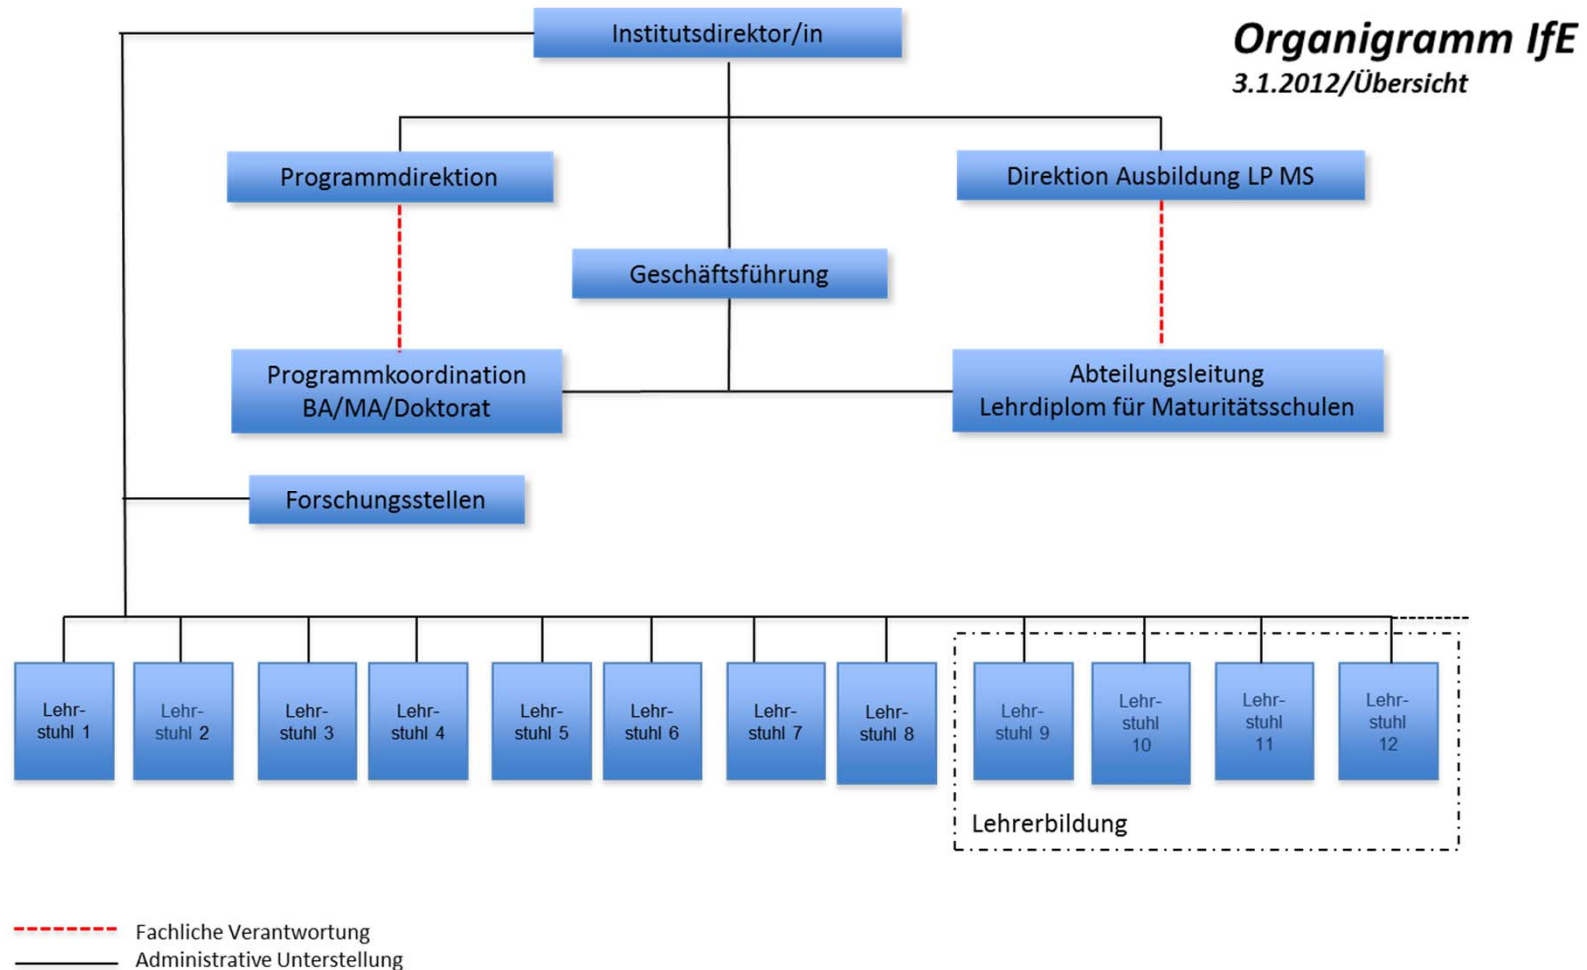 Institutsdirektor/in
Organigramm IfE
3.1.2012/Übersicht
Programmdirektion
Direktion Ausbildung LP MS
Geschäftsführung
Programmkoordination
BA/MA/Doktorat
Abteilungsleitung
Lehrdiplom für Maturitätsschulen
Forschungsstellen
Lehr-
stuhl 1
Lehr-
stuhl 2
Lehr-
stuhl 3
Lehr-
stuhl 4
Lehr-
stuhl 5
Lehr-
stuhl 6
Lehr-
stuhl 7
Lehr-
stuhl 8
Lehr-
stuhl 9
Lehr-
stuhl
10
Lehr-
stuhl
11
Lehr-
stuhl
12
Lehrerbildung
Fachliche Verantwortung
Administrative Unterstellung